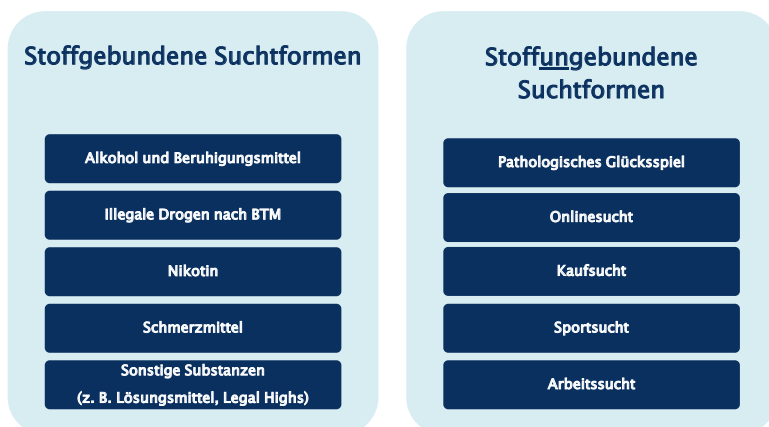 Stoffgebundene Suchtformen
Alkohol und Beruhigungsmittel
Illegale Drogen nach BTM
Nikotin
Schmerzmittel
Sonstige Substanzen
(z. B. Lösungsmittel, Legal Highs)
Stoffungebundene
Suchtformen
Pathologisches Glücksspiel
Onlinesucht
Kaufsucht
Sportsucht
Arbeitssucht